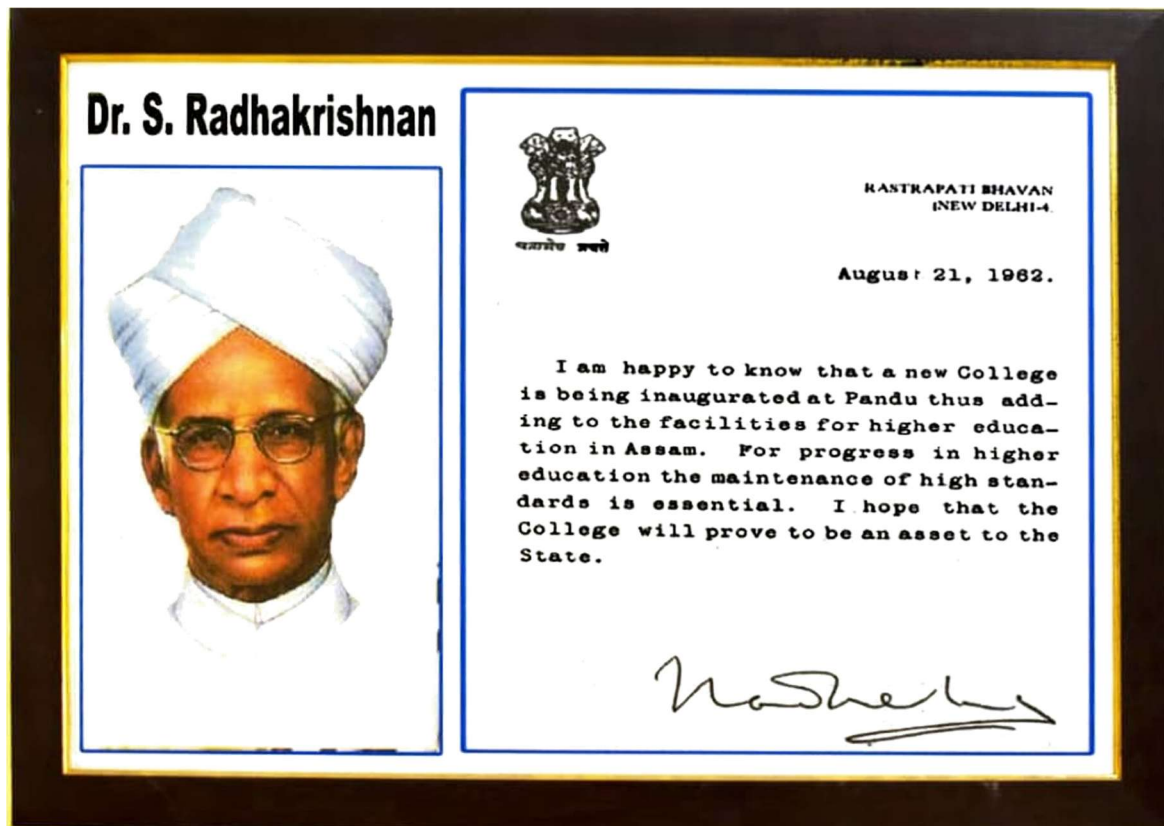 Dr. S. Radhakrishnan
सत्यमेव जयते
RASTRAPATI BHAVAN
NEW DELHI-4.
August 21, 1962.
I am happy to know that a new College
is being inaugurated at Pandu thus add-
ing to the facilities for higher educa-
tion in Assam. For progress in higher
education the maintenance of high stan-
dards is essential. I hope that the
College will prove to be an asset to the
State.